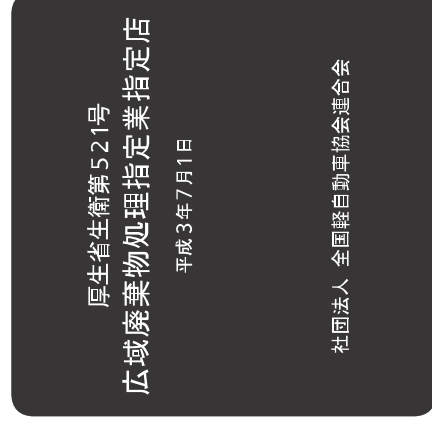 厚生省生衛第521号
広域廃棄物処理指定業指定店
平成3年7月1日
社団法人 全国軽自動車協会連合会